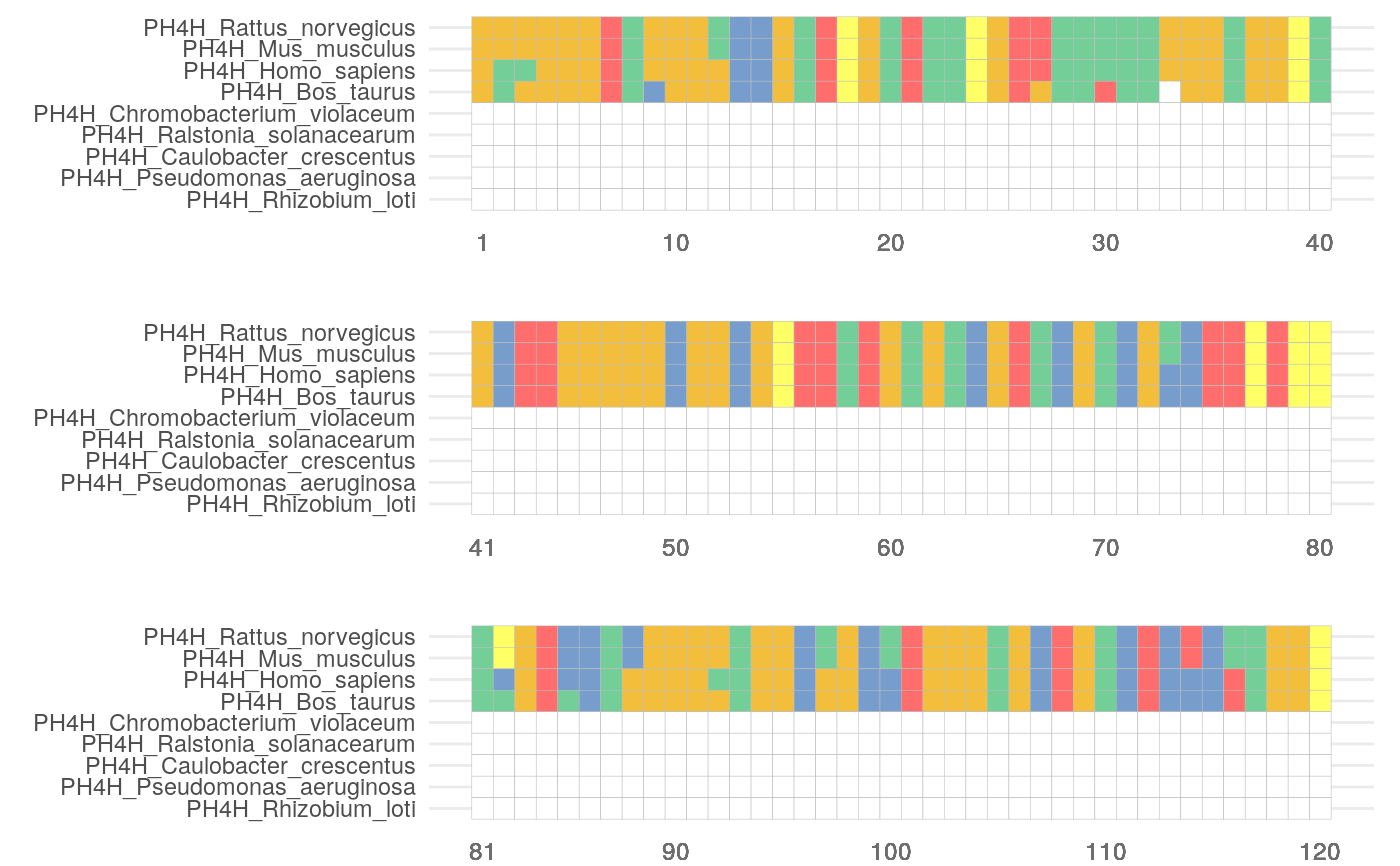 PH4H_Rattus_norvegicus
PH4H_Mus_musculus
PH4H_Homo_sapiens
PH4H_Bos_taurus
PH4H_Chromobacterium_violaceum
PH4H_Ralstonia_solanacearum
PH4H_Caulobacter_crescentus
PH4H_Pseudomonas_aeruginosa
PH4H_Rhizobium_loti
1 10 20 30 40
PH4H_Rattus_norvegicus
PH4H_Mus_musculus
PH4H_Homo_sapiens
PH4H_Bos_taurus
PH4H_Chromobacterium_violaceum
PH4H_Ralstonia_solanacearum
PH4H_Caulobacter_crescentus
PH4H_Pseudomonas_aeruginosa
PH4H_Rhizobium_loti
41 50 60 70 80
PH4H_Rattus_norvegicus
PH4H_Mus_musculus
PH4H_Homo_sapiens
PH4H_Bos_taurus
PH4H_Chromobacterium_violaceum
PH4H_Ralstonia_solanacearum
PH4H_Caulobacter_crescentus
PH4H_Pseudomonas_aeruginosa
PH4H_Rhizobium_loti
81 90 100 110 120